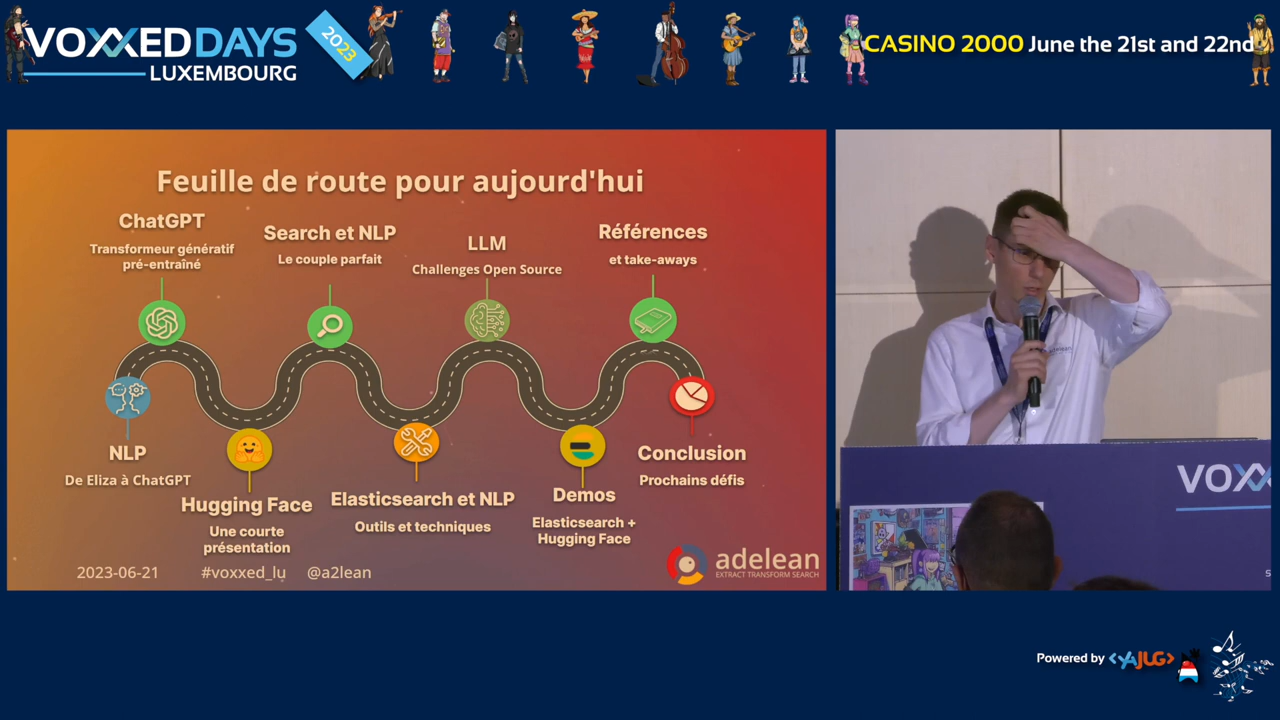 VOXXED DAYS
LUXEMBOURG
2023
CASINO 2000 June the 21st and 22nd
Feuille de route pour aujourd'hui
ChatGPT
Transformeur génératif
pré-entraîné
Search et NLP
Le couple parfait
LLM
Challenges Open Source
Références
et take-aways
NLP
De Eliza à ChatGPT
Hugging Face
Une courte
présentation
Elasticsearch et NLP
Outils et techniques
Demos
Elasticsearch +
Hugging Face
Conclusion
Prochains défis
2023-06-21 #voxxed_lu @a2lean
adelean
EXTRACT TRANSFORM SEARCH
adelean
VOXX
Powered by <YAJUG>